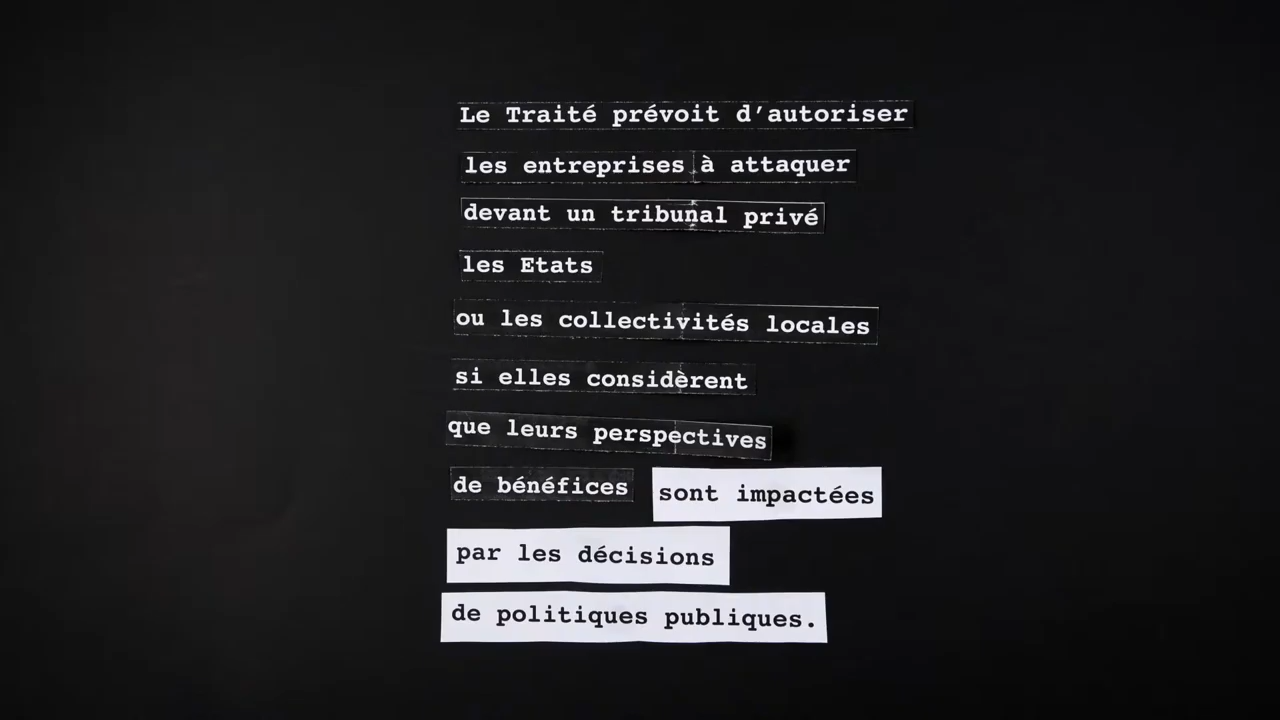 Le Traité prévoit d’autoriser
les entreprises à attaquer
devant un tribunal privé
les Etats
ou les collectivités locales
si elles considèrent
que leurs perspectives
de bénéfices sont impactées
par les décisions
de politiques publiques.